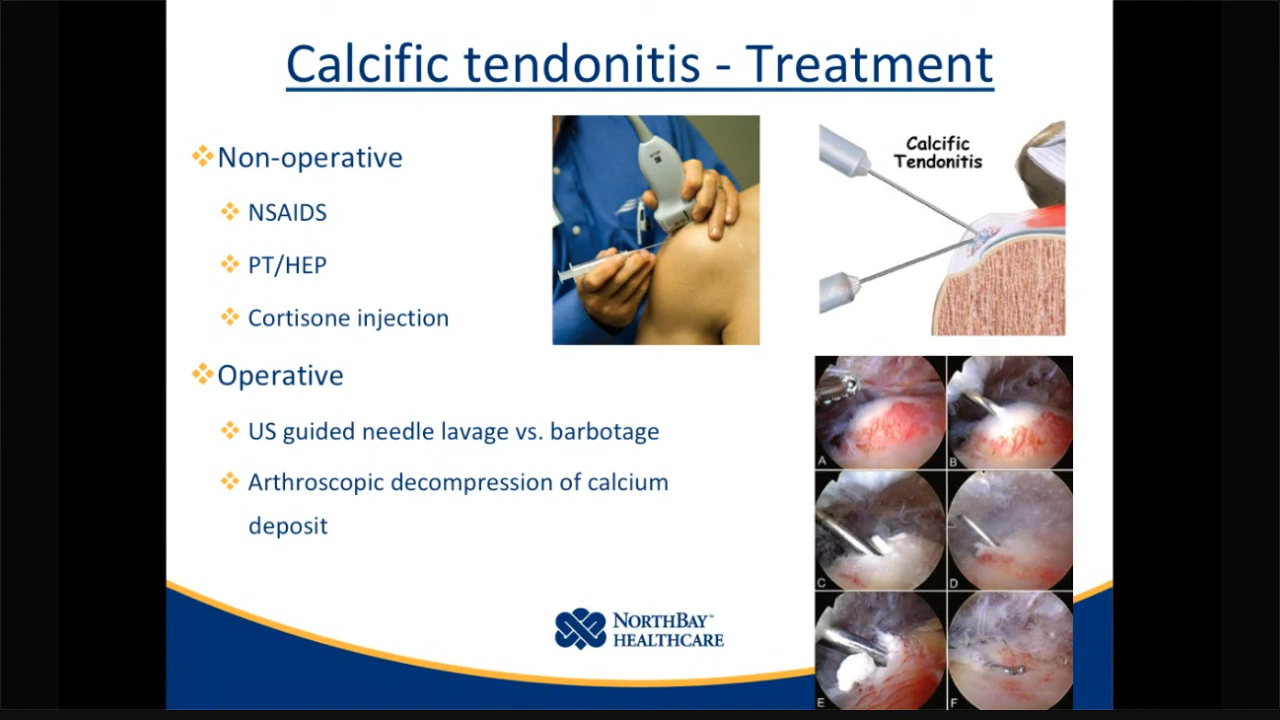 Calcific tendonitis - Treatment
Non-operative
NSAIDS
PT/HEP
Cortisone injection
Operative
US guided needle lavage vs. barbotage
Arthroscopic decompression of calcium
deposit
Calcific
Tendonitis
A
B
C
D
E
F
NORTHBAY™
HEALTHCARE